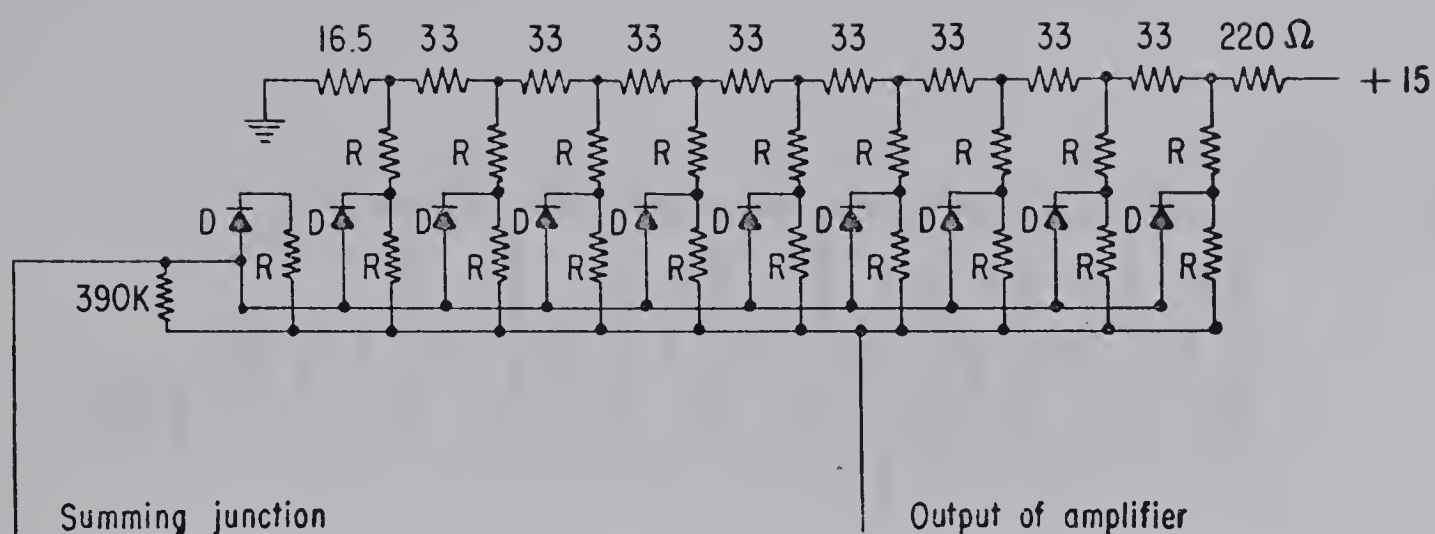 16.5 33 33 33 33 33 33 33 33 220 Ω
+ 15
R R R R R R R R R
D D D D D D D D D D
R R R R R R R R R R
390K
Summing junction Output of amplifier